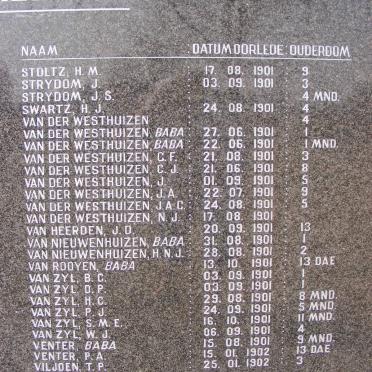 NAAM DATUM OORLEDE OUDERDOM
STOLTZ, H.M 17. 08. 1901 9
STRYDOM, J 03. 09. 1901 3
STRYDOM, J.S. 4 MND.
SWARTZ, H.J. 24. 08. 1901 4
VAN DER WESTHUIZEN 4
VAN DER WESTHUIZEN, BABA 27. 06. 1901 1
VAN DER WESTHUIZEN, BABA 22. 06. 1901 1 MND.
VAN DER WESTHUIZEN, C.F. 21. 08. 1901 3
VAN DER WESTHUIZEN, C.J. 21. 06. 1901 8
VAN DER WESTHUIZEN, J. 01. 09. 1901 5
VAN DER WESTHUIZEN, J.A. 22. 07. 1901 9
VAN DER WESTHUIZEN, J.A.C. 24. 08. 1901 5
VAN DER WESTHUIZEN, N.J. 17. 08. 1901
VAN HEERDEN, J.D. 20. 09. 1901 13
VAN NIEUWENHUIZEN, BABA 31. 08. 1901 1
VAN NIEUWENHUIZEN, H.N.J. 28. 08. 1901 2
VAN ROOYEN, BABA 13. 10. 1901 13 DAE
VAN ZYL, B.C. 03. 09. 1901 1
VAN ZYL, D.P. 03. 09. 1901 1
VAN ZYL, H.C. 29. 08. 1901 8 MND.
VAN ZYL, P.J. 24. 09. 1901 5 MND.
VAN ZYL, S.M.E. 16. 10. 1901 11 MND.
VAN ZYL, W.J. 06. 09. 1901 4
VENTER, BABA 15. 08. 1901 9 MND.
VENTER, P.A. 15. 01. 1902 13 DAE
VILJOEN, T.P. 25. 01. 1902 3